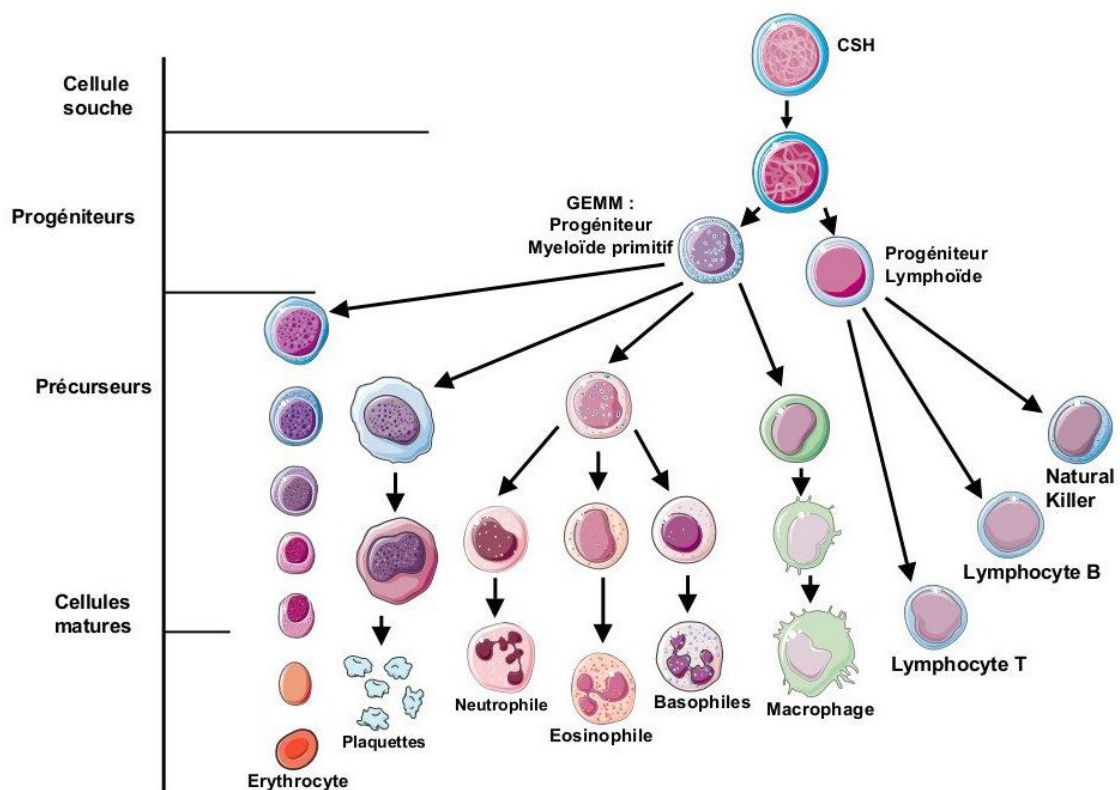 CSH
Cellule
souche
Progéniteurs
GEMM :
Progéniteur
Myeloïde primitif
Progéniteur
Lymphoïde
Précurseurs
Natural
Killer
Lymphocyte B
Cellules
matures
Lymphocyte T
Neutrophile
Basophiles
Macrophage
Plaquettes
Eosinophile
Erythrocyte